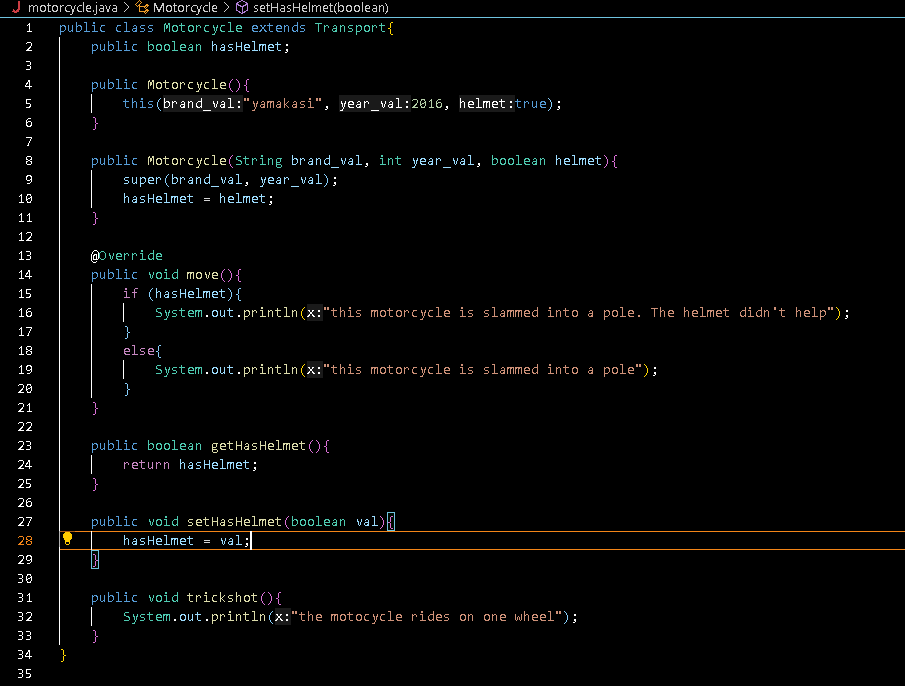 motorcycle.java > Motorcycle > setHasHelmet(boolean)
1 public class Motorcycle extends Transport{
2 public boolean hasHelmet;
3
4 public Motorcycle(){
5 this(brand_val:"yamakasi", year_val:2016, helmet:true);
6 }
7
8 public Motorcycle(String brand_val, int year_val, boolean helmet){
9 super(brand_val, year_val);
10 hasHelmet = helmet;
11 }
12
13 @Override
14 public void move(){
15 if (hasHelmet){
16 System.out.println(x:"this motorcycle is slammed into a pole. The helmet didn't help");
17 }
18 else{
19 System.out.println(x:"this motorcycle is slammed into a pole");
20 }
21 }
22
23 public boolean getHasHelmet(){
24 return hasHelmet;
25 }
26
27 public void setHasHelmet(boolean val){
28 hasHelmet = val;
29 }
30
31 public void trickshot(){
32 System.out.println(x:"the motocycle rides on one wheel");
33 }
34 }
35